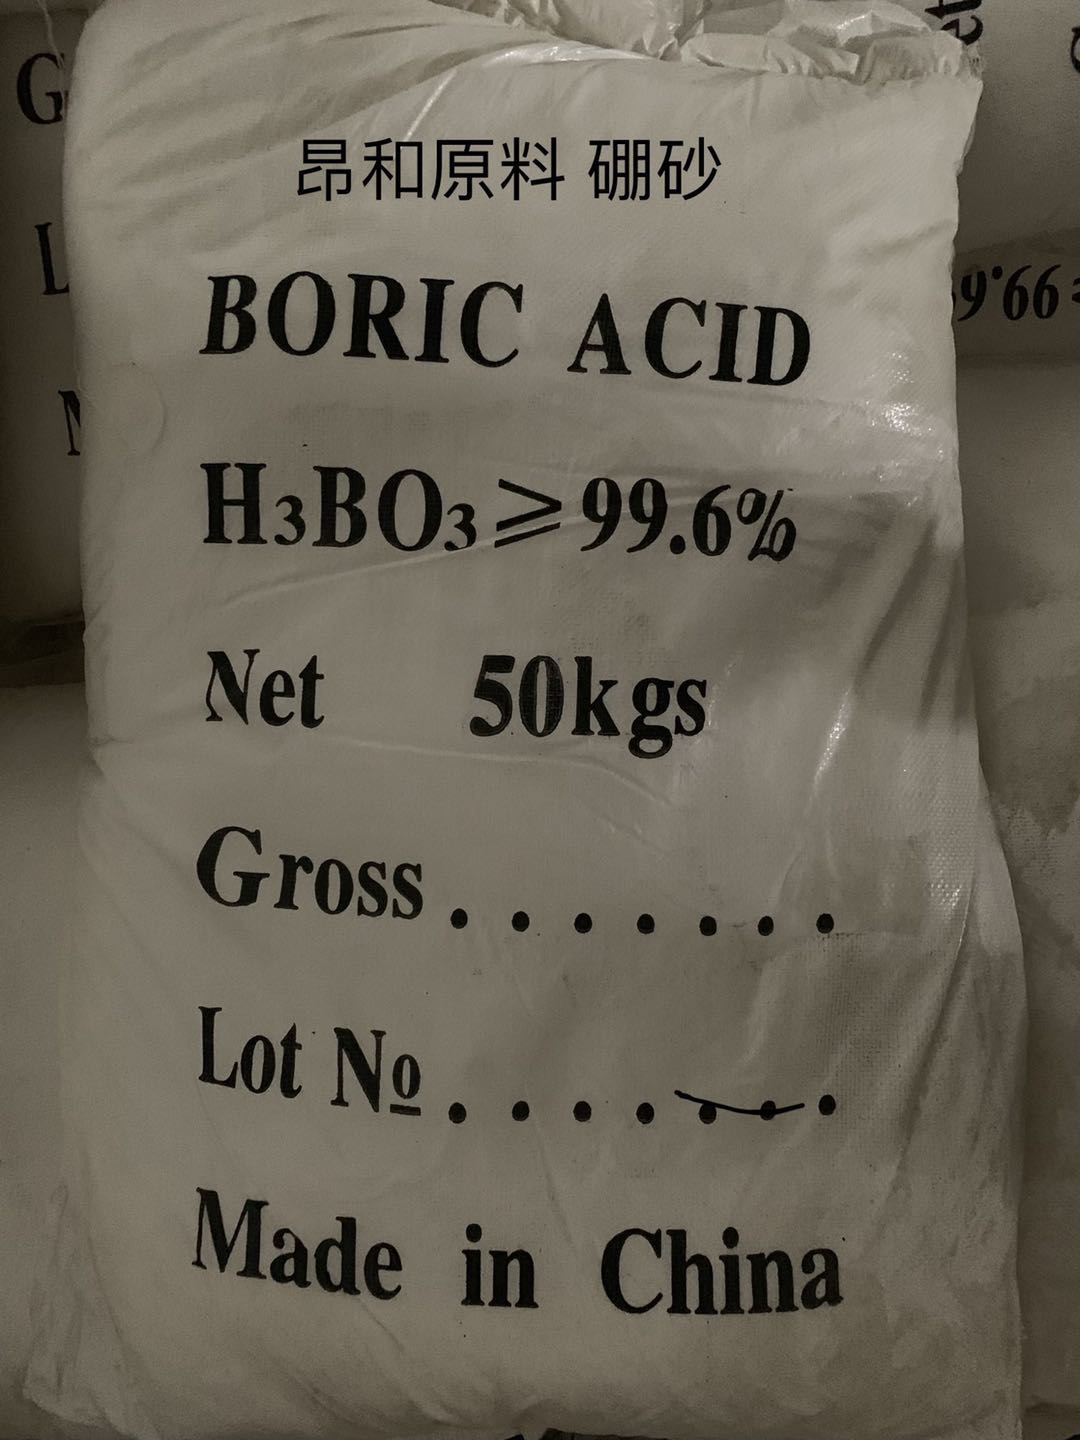 昂和原料 硼砂
BORIC ACID
H₃BO₃≥99.6%
Net 50kgs
Gross.......
Lot №.......
Made in China